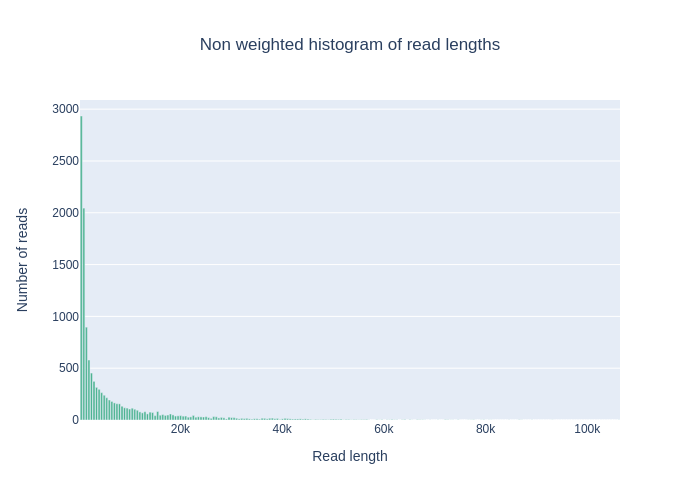 Non weighted histogram of read lengths
3000
2500
2000
1500
1000
500
0
Number of reads
20k 40k 60k 80k 100k
Read length